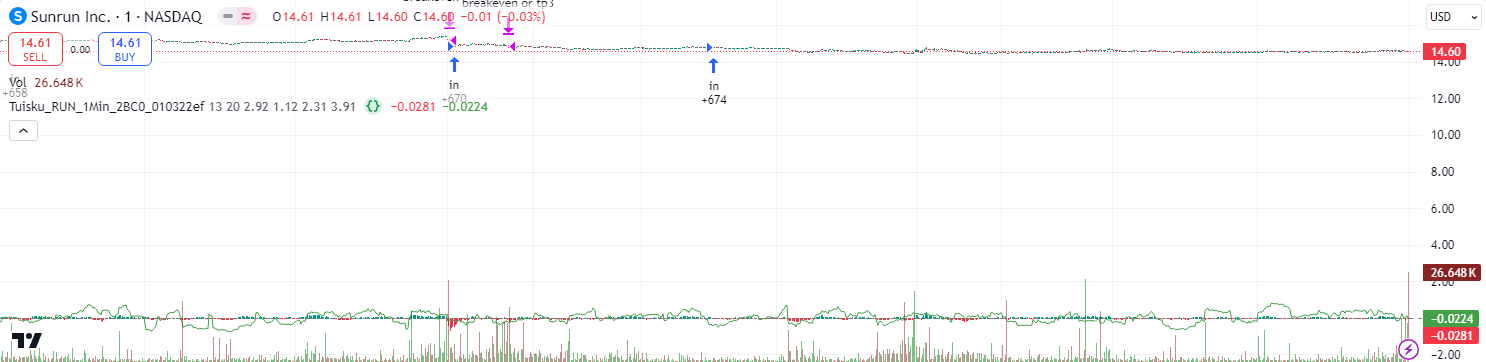 breakeven or tp3
S Sunrun Inc. · 1 · NASDAQ O14.61 H14.61 L14.60 C14.60 −0.01 (−0.03%)
USD
14.61 SELL
0.00
14.61 BUY
14.60
14.00
Vol 26.648 K
+658
in
+670
in
+674
12.00
Tuisku_RUN_1Min_2BC0_010322ef 13 20 2.92 1.12 2.31 3.91 {} −0.0281 −0.0224
10.00
8.00
6.00
4.00
26.648 K
2.00
−0.0224
−0.0281
−2.00